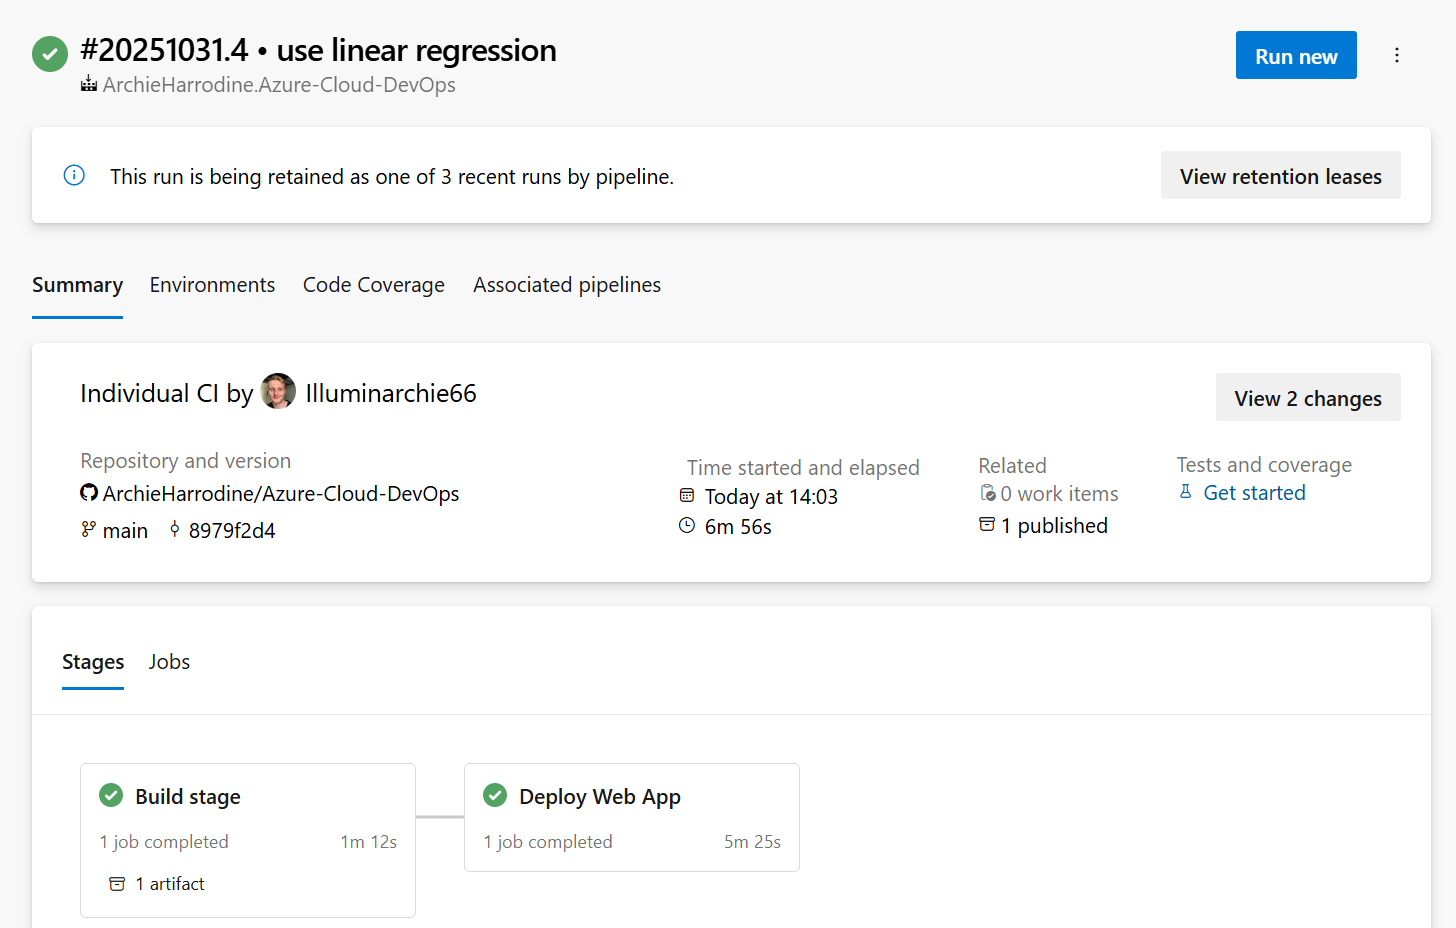 #20251031.4 • use linear regression
Run new
ArchieHarrodine.Azure-Cloud-DevOps
This run is being retained as one of 3 recent runs by pipeline.
View retention leases
Summary Environments Code Coverage Associated pipelines
Individual CI by Illuminarchie66
View 2 changes
Repository and version
ArchieHarrodine/Azure-Cloud-DevOps
main 8979f2d4
Time started and elapsed
Today at 14:03
6m 56s
Related
0 work items
1 published
Tests and coverage
Get started
Stages Jobs
Build stage
1 job completed 1m 12s
1 artifact
Deploy Web App
1 job completed 5m 25s